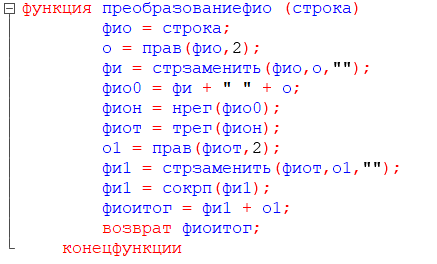 функция преобразованиефио (строка)
фио = строка;
о = прав(фио,2);
фи = стрзаменить(фио,о,"");
фио0 = фи + " " + о;
фион = нрег(фио0);
фиот = трег(фион);
о1 = прав(фиот,2);
фи1 = стрзаменить(фиот,о1,"");
фи1 = сокрп(фи1);
фиоитог = фи1 + о1;
возврат фиоитог;
конецфункции